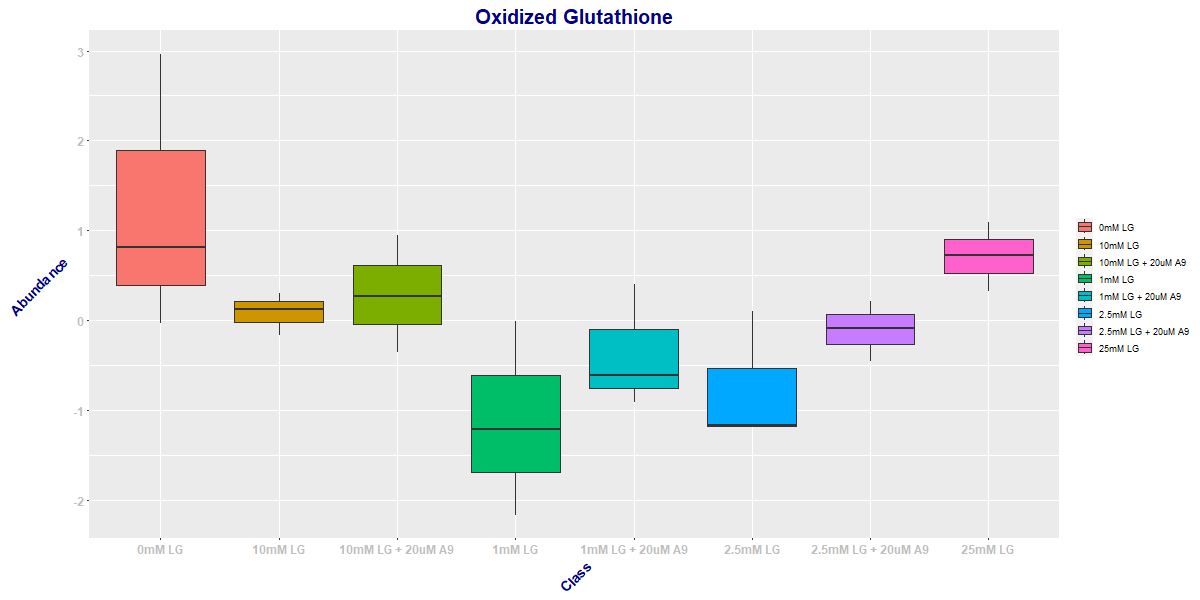 Oxidized Glutathione
Abundance
3
2
1
0
-1
-2
0mM LG
10mM LG
10mM LG + 20uM A9
1mM LG
1mM LG + 20uM A9
2.5mM LG
2.5mM LG + 20uM A9
25mM LG
Class
0mM LG
10mM LG
10mM LG + 20uM A9
1mM LG
1mM LG + 20uM A9
2.5mM LG
2.5mM LG + 20uM A9
25mM LG